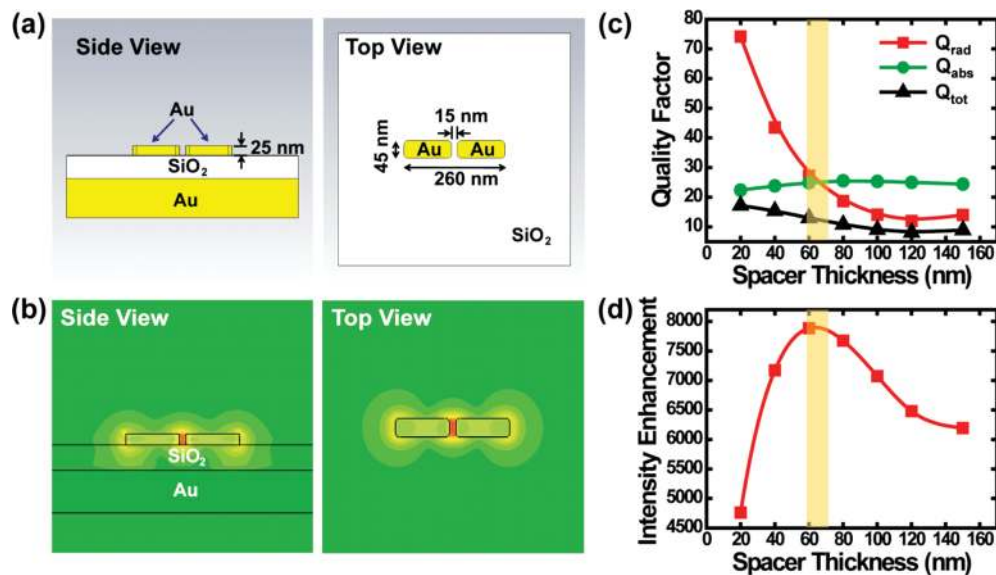 (a)
Side View
Au
25 nm
SiO₂
Au
Top View
15 nm
45 nm
Au
Au
260 nm
SiO₂
(b)
Side View
SiO₂
Au
Top View
(c)
80
70
60
50
40
30
20
10
Quality Factor
Q_rad
Q_abs
Q_tot
0 20 40 60 80 100 120 140 160
Spacer Thickness (nm)
(d)
8000
7500
7000
6500
6000
5500
5000
4500
Intensity Enhancement
0 20 40 60 80 100 120 140 160
Spacer Thickness (nm)